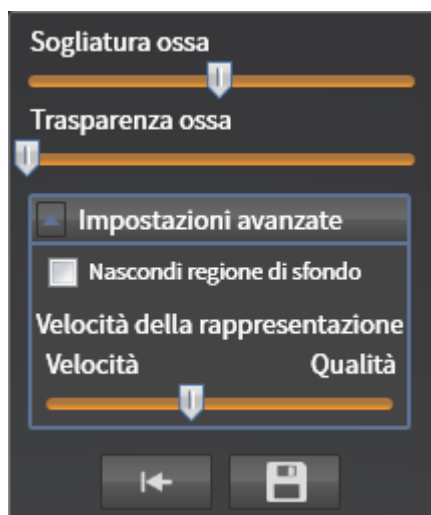 Sogliatura ossa
Trasparenza ossa
Impostazioni avanzate
Nascondi regione di sfondo
Velocità della rappresentazione
Velocità Qualità